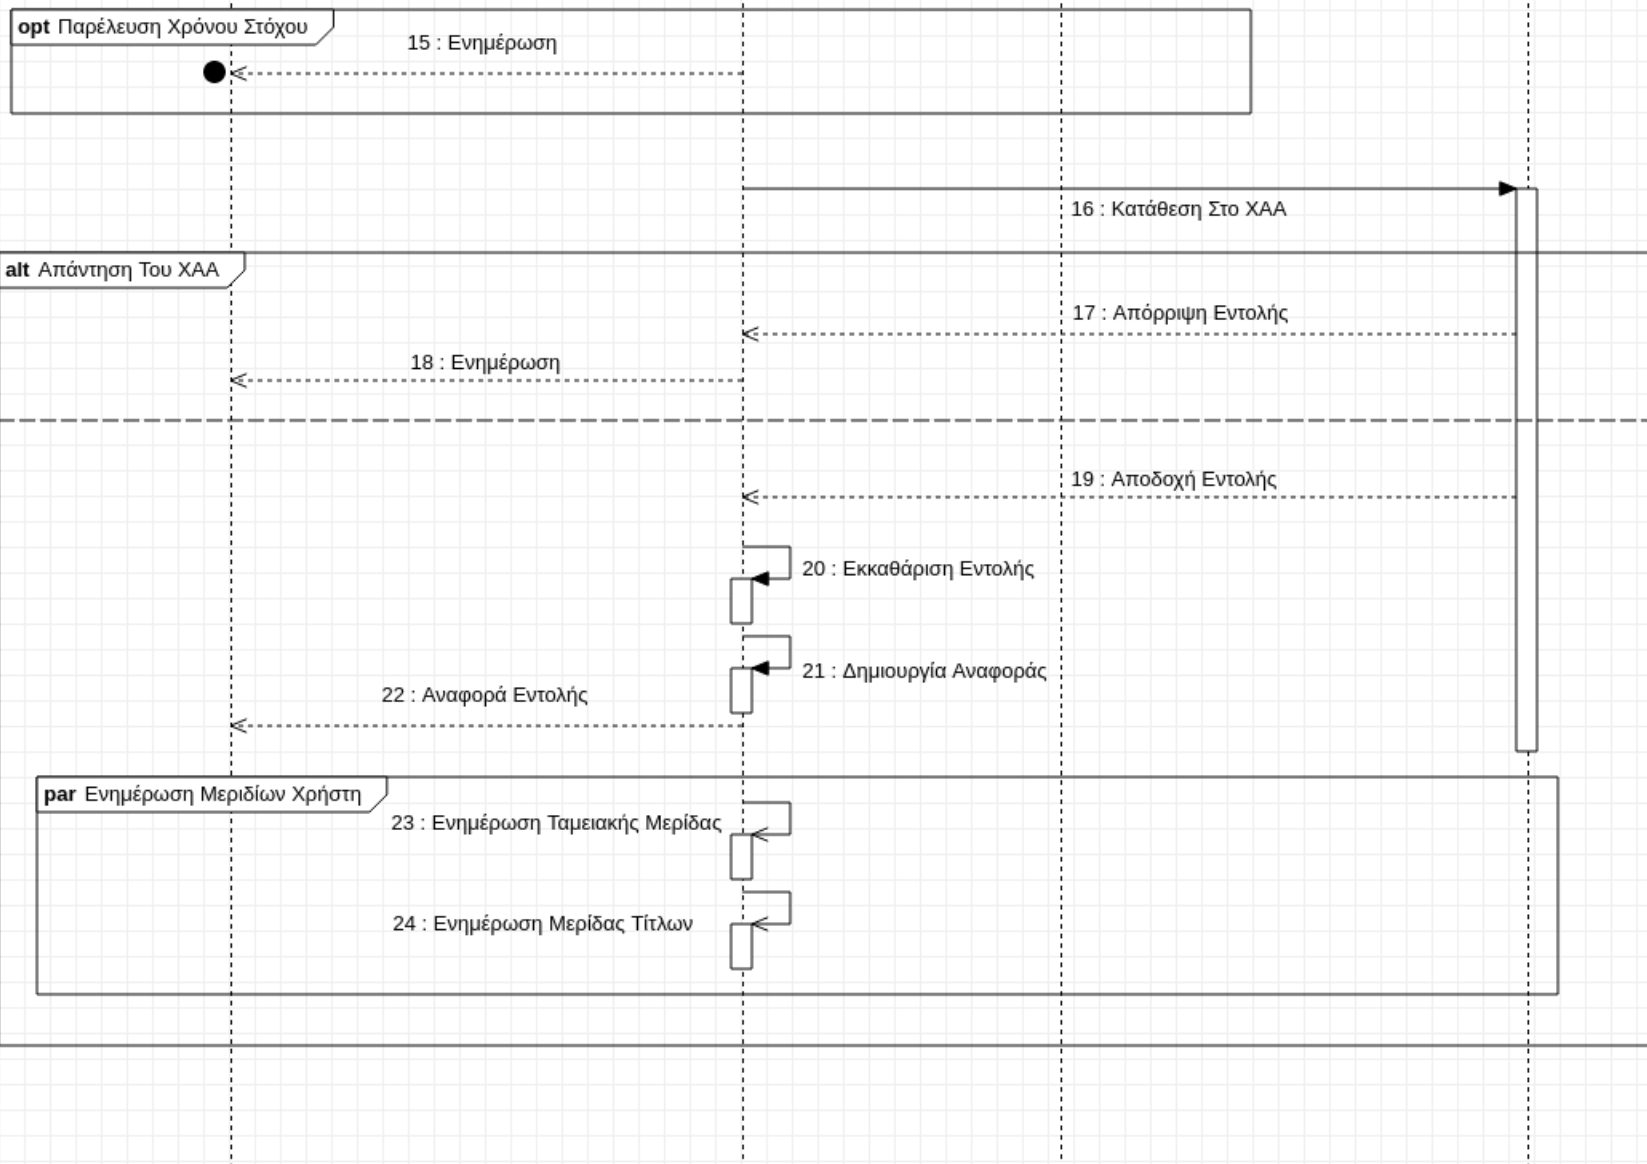 opt Παρέλευση Χρόνου Στόχου
15 : Ενημέρωση
16 : Κατάθεση Στο ΧΑΑ
alt Απάντηση Του ΧΑΑ
17 : Απόρριψη Εντολής
18 : Ενημέρωση
19 : Αποδοχή Εντολής
20 : Εκκαθάριση Εντολής
21 : Δημιουργία Αναφοράς
22 : Αναφορά Εντολής
par Ενημέρωση Μεριδίων Χρήστη
23 : Ενημέρωση Ταμειακής Μερίδας
24 : Ενημέρωση Μερίδας Τίτλων